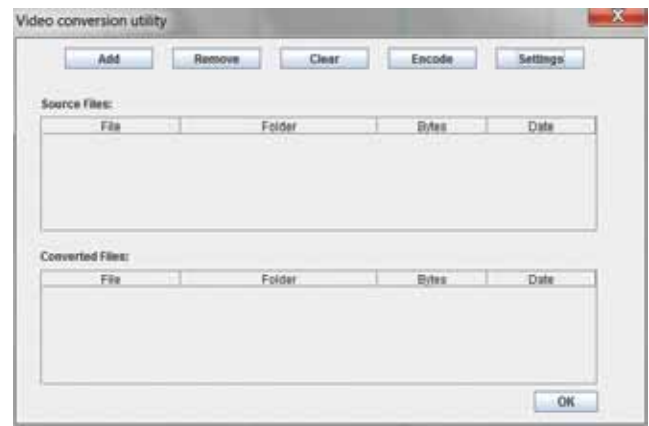 Video conversion utility
X
Add Remove Clear Encode Settings
Source Files:
File Folder Bytes Date
Converted Files:
File Folder Bytes Date
OK